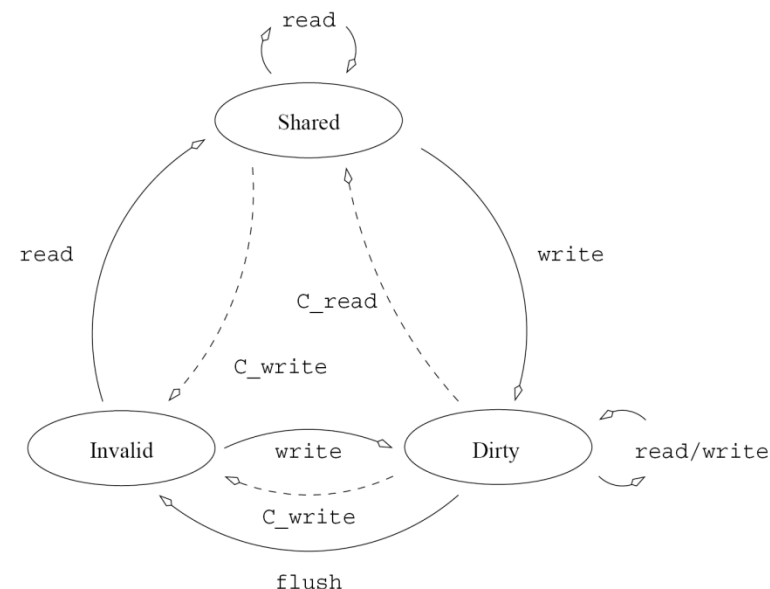 read
Shared
read
write
C_read
C_write
Invalid
write
Dirty
read/write
C_write
flush